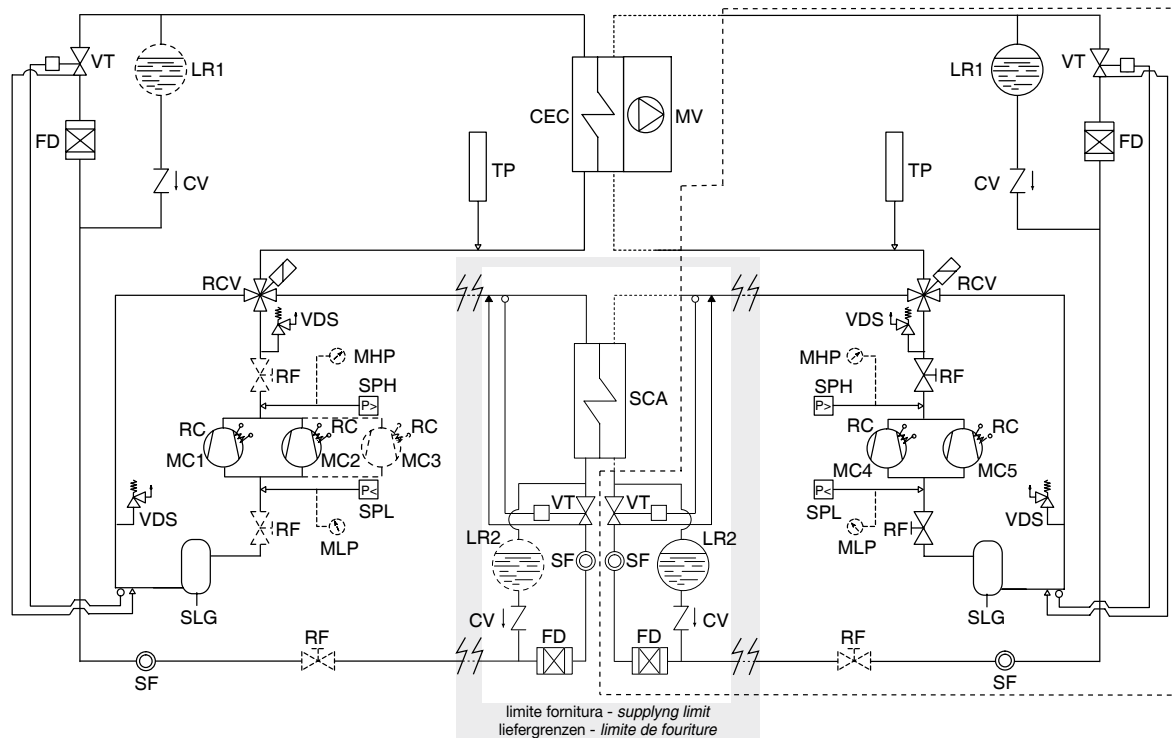 VT
LR1
CEC
MV
LR1
VT
FD
FD
TP
TP
CV
CV
RCV
RCV
VDS
VDS
MHP
MHP
RF
SPH
SPH
RF
P>
P>
SCA
RC
RC
RC
RC
RC
MC1
MC2
MC3
MC4
MC5
P<
P<
SPL
SPL
VDS
VT
VT
VDS
RF
MLP
LR2
LR2
RF
MLP
SF
SF
SLG
SLG
CV
CV
RF
FD
FD
RF
SF
SF
limite fornitura - supplyng limit
liefergrenzen - limite de fouriture